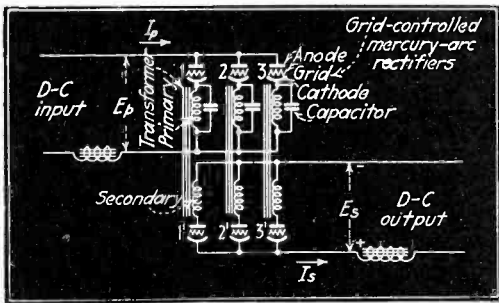 Ip
Grid-controlled
mercury-arc
rectifiers
1
2
3
Anode
Grid
Cathode
Capacitor
D-C
input
Ep
Transformer
Primary
Secondary
-
Es
D-C
output
1'
2'
3'
+
Is